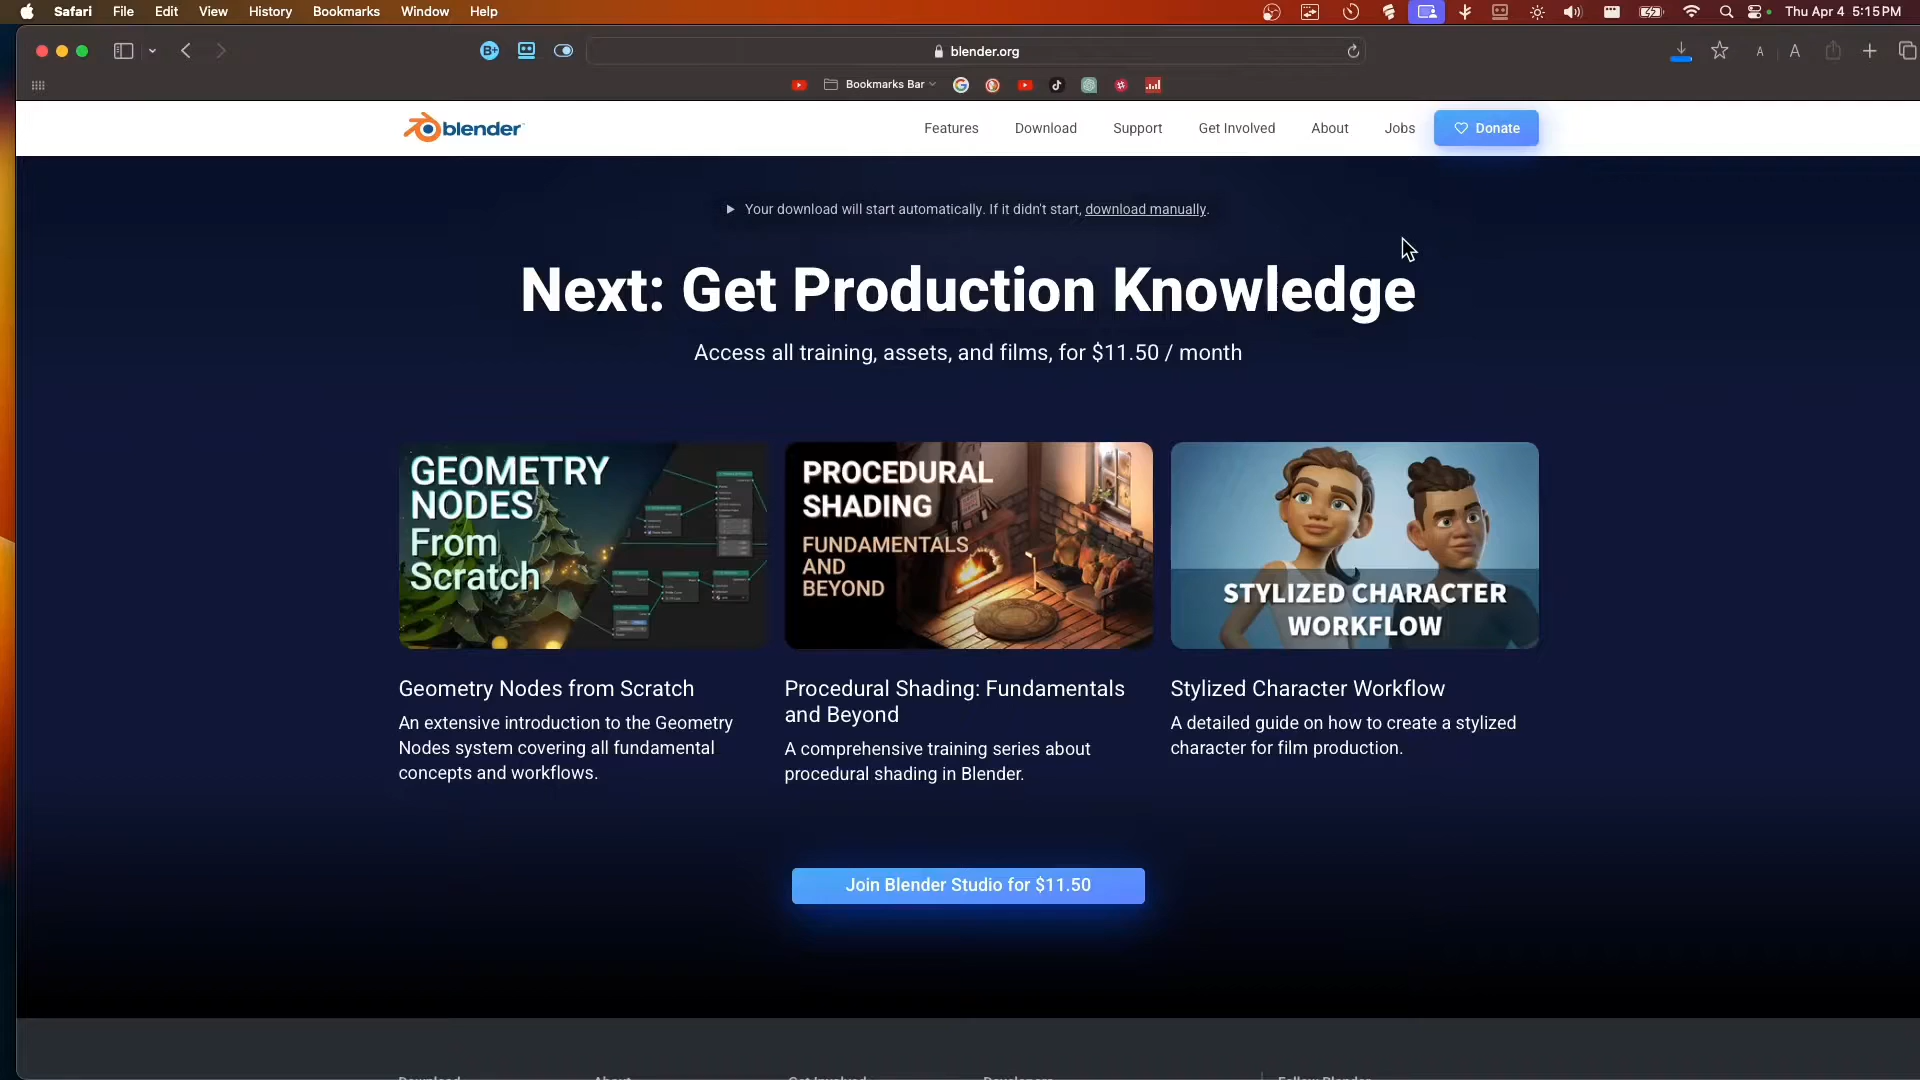 Safari File Edit View History Bookmarks Window Help Thu Apr 4 5:15 PM
blender.org
Bookmarks Bar
blender
Features Download Support Get Involved About Jobs Donate
Your download will start automatically. If it didn't start, download manually.
Next: Get Production Knowledge
Access all training, assets, and films, for $11.50 / month
GEOMETRY
NODES
From
Scratch
PROCEDURAL
SHADING
FUNDAMENTALS
AND
BEYOND
STYLIZED CHARACTER
WORKFLOW
Geometry Nodes from Scratch
An extensive introduction to the Geometry
Nodes system covering all fundamental
concepts and workflows.
Procedural Shading: Fundamentals
and Beyond
A comprehensive training series about
procedural shading in Blender.
Stylized Character Workflow
A detailed guide on how to create a stylized
character for film production.
Join Blender Studio for $11.50